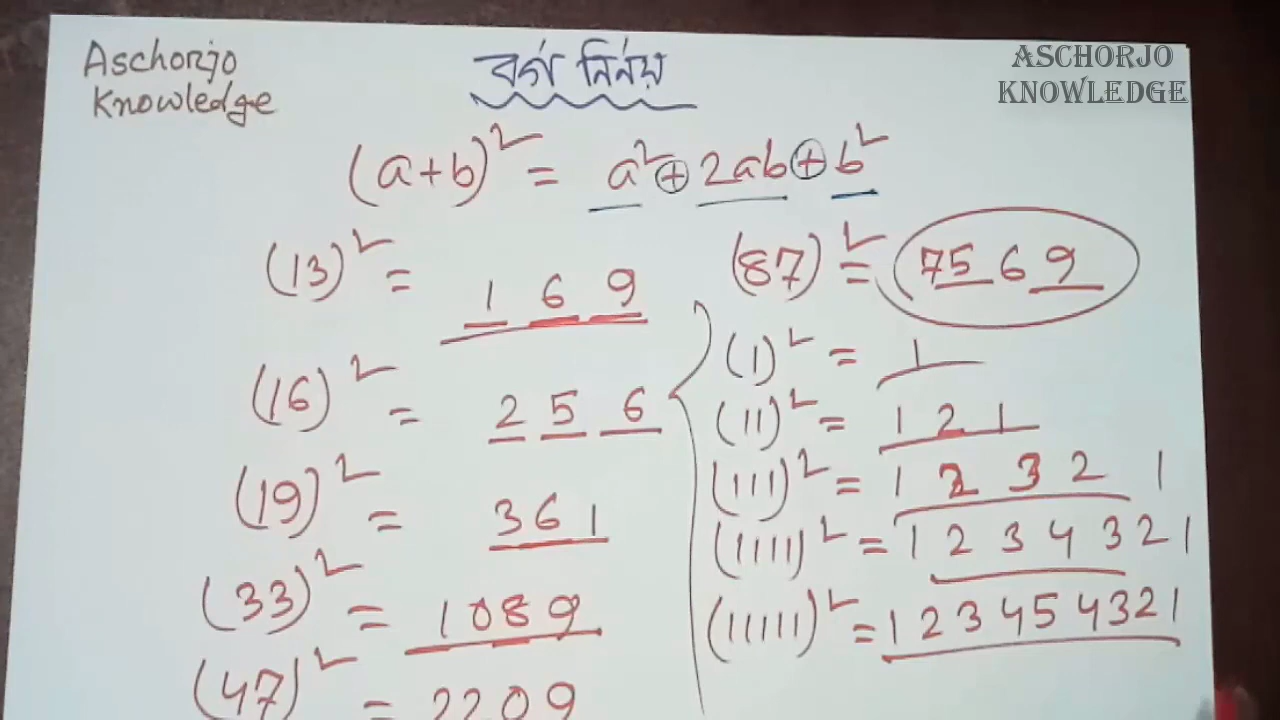 Aschorjo
Knowledge
বর্গ নির্নয়
ASCHORJO
KNOWLEDGE
(a+b)² = a² + 2ab + b²
(13)² = 169
(16)² = 256
(19)² = 361
(33)² = 1089
(47)² = 2209
(87)² = 7569
(1)² = 1
(11)² = 121
(111)² = 12321
(1111)² = 1234321
(11111)² = 123454321